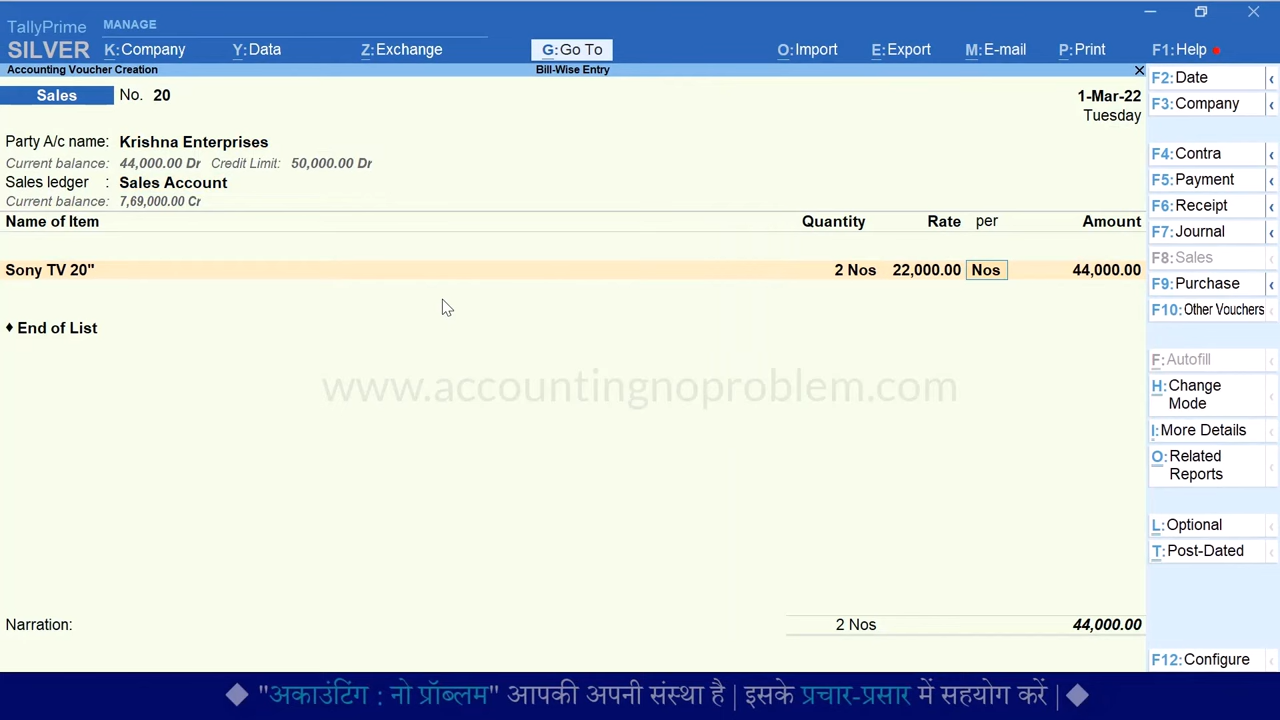 TallyPrime MANAGE
SILVER K:Company Y:Data Z:Exchange G:Go To O:Import E:Export M:E-mail P:Print F1:Help
Accounting Voucher Creation Bill-Wise Entry
Sales No. 20 1-Mar-22
Tuesday
Party A/c name: Krishna Enterprises
Current balance: 44,000.00 Dr Credit Limit: 50,000.00 Dr
Sales ledger : Sales Account
Current balance: 7,69,000.00 Cr
Name of Item Quantity Rate per Amount
Sony TV 20" 2 Nos 22,000.00 Nos 44,000.00
♦ End of List
www.accountingnoproblem.com
Narration: 2 Nos 44,000.00
F2:Date
F3:Company
F4:Contra
F5:Payment
F6:Receipt
F7:Journal
F8:Sales
F9:Purchase
F10:Other Vouchers
F:Autofill
H:Change
Mode
I:More Details
O:Related
Reports
L:Optional
T:Post-Dated
F12:Configure
◆ "अकाउंटिंग : नो प्रॉब्लम" आपकी अपनी संस्था है | इसके प्रचार-प्रसार में सहयोग करें | ◆